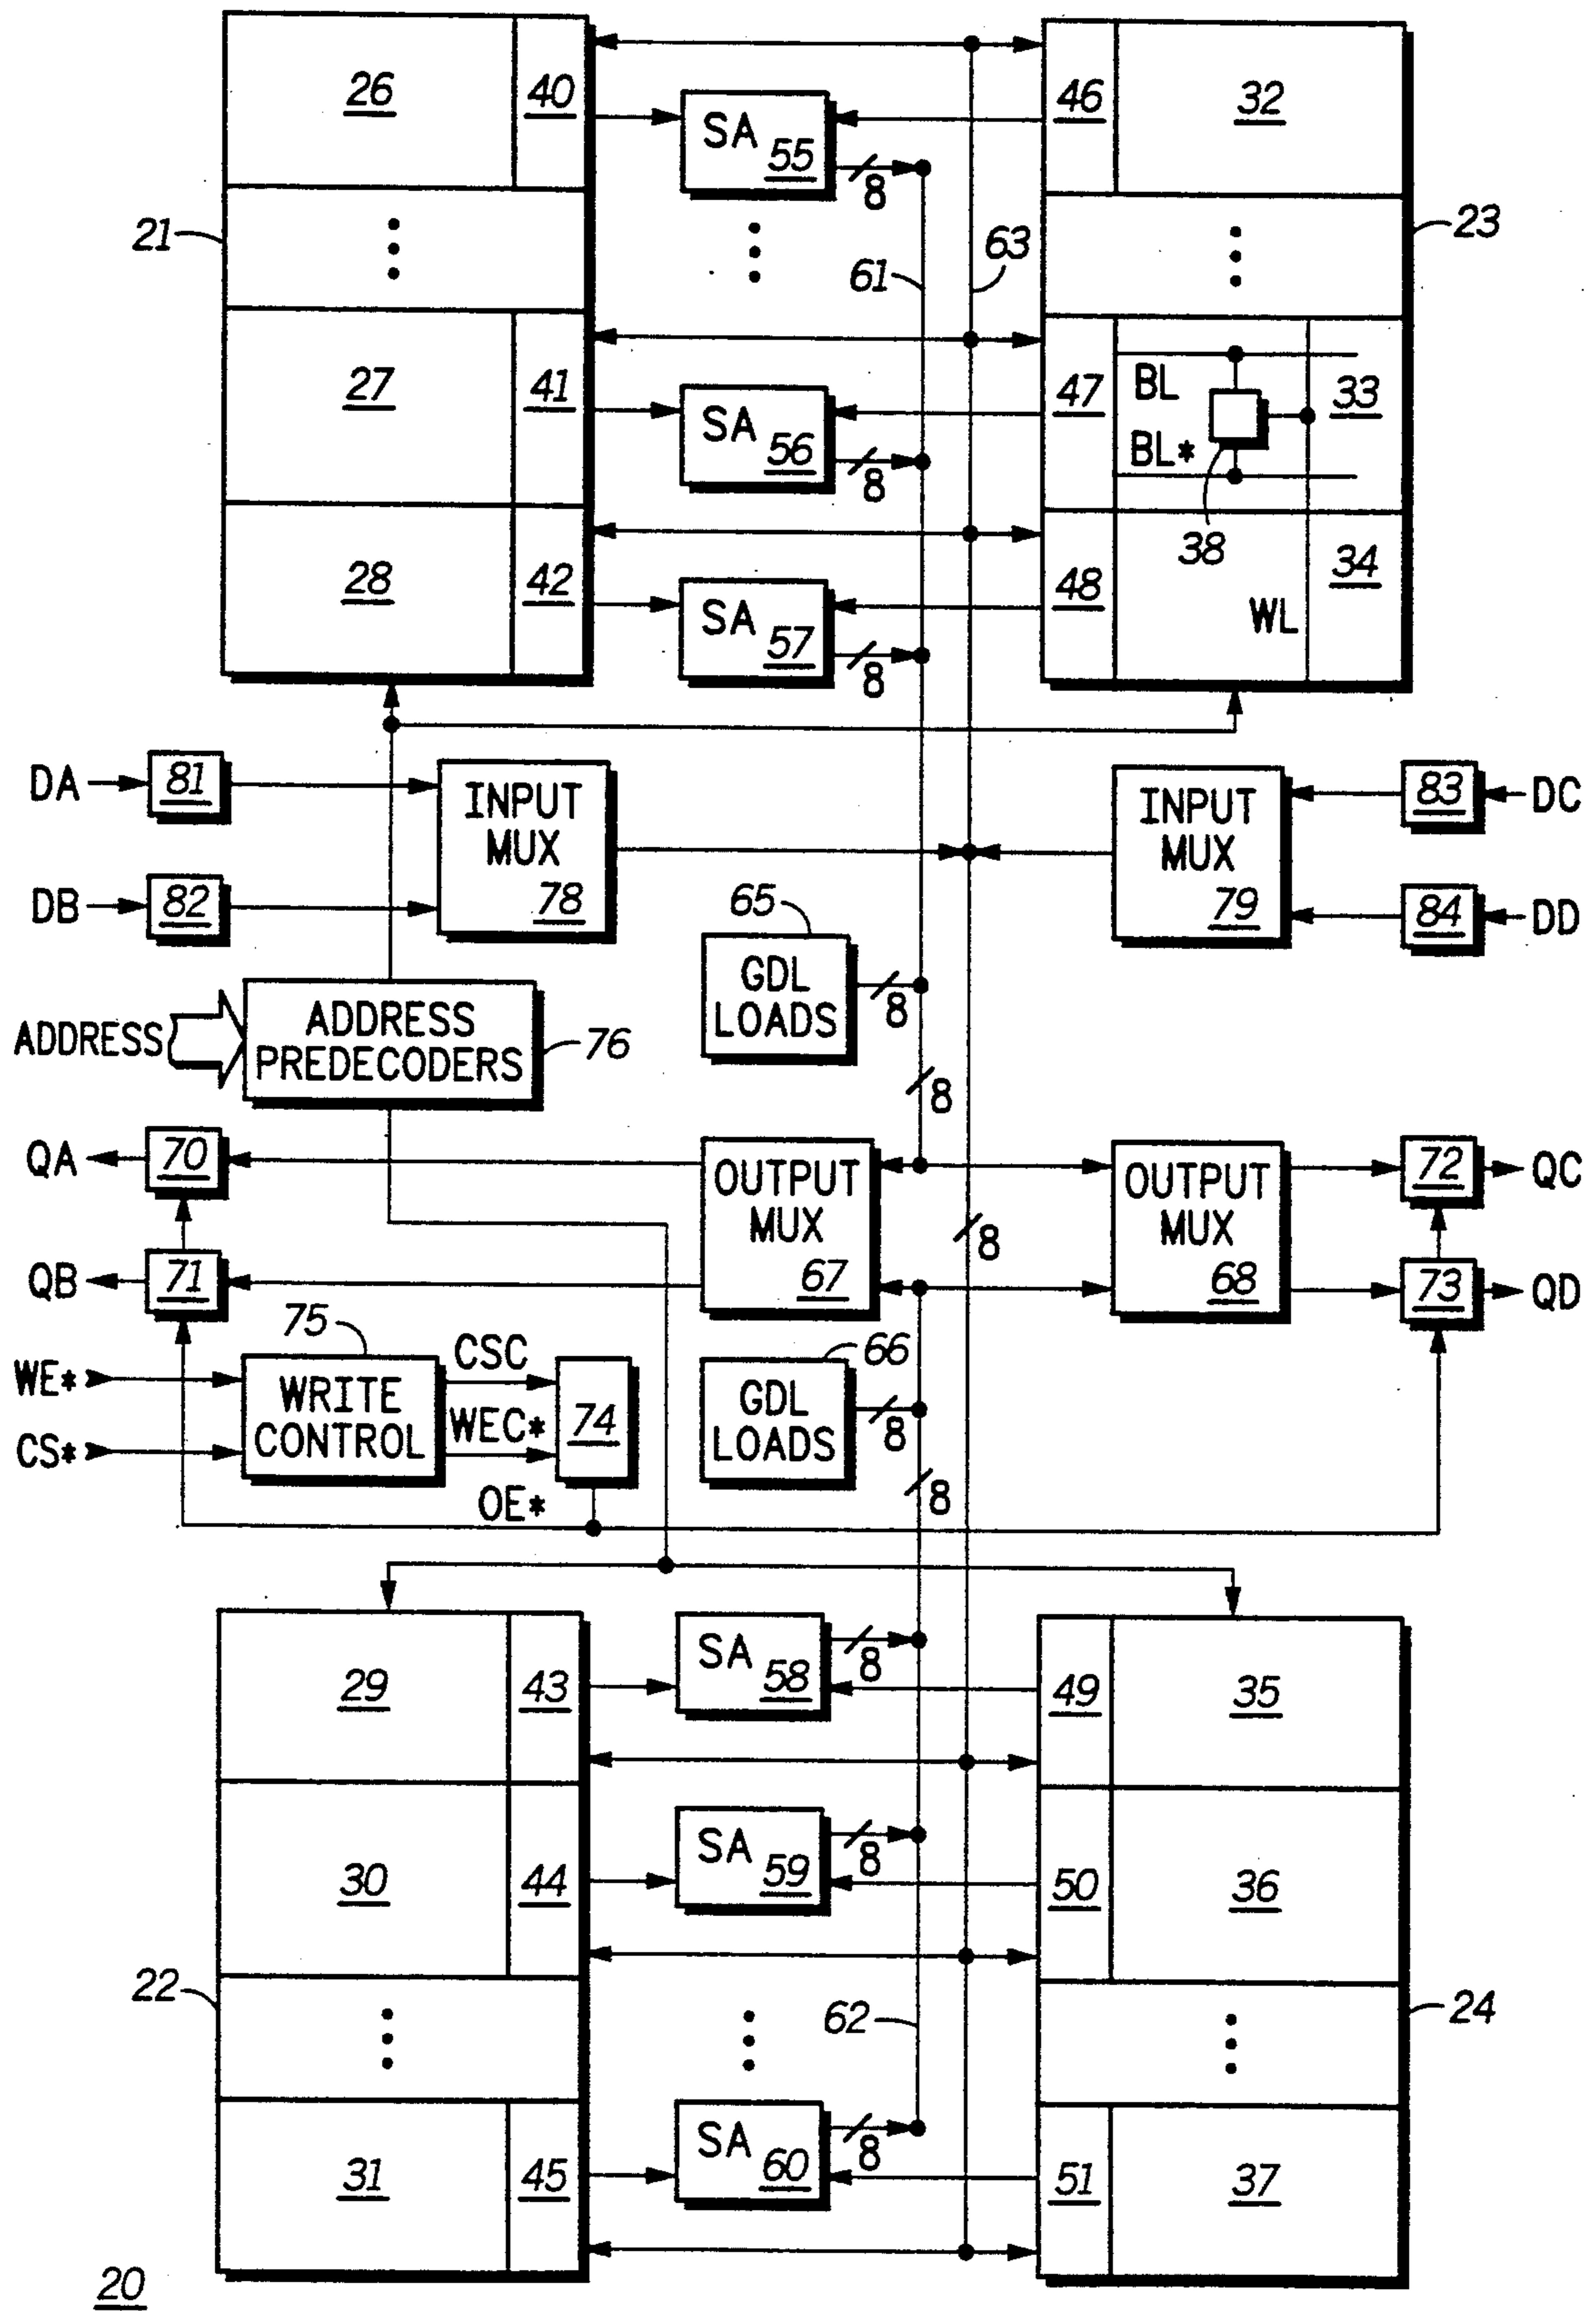 26 40 46 32
SA 55 8
21 61 63 23
27 41 SA 56 8 47 BL BL* 38 33
28 42 SA 57 8 48 WL 34
DA 81 INPUT MUX 78 INPUT MUX 79 83 DC
DB 82 84 DD
65 GDL LOADS 8
ADDRESS ADDRESS PREDECODERS 76
8
QA 70 OUTPUT MUX 67 OUTPUT MUX 68 72 QC
8
QB 71 73 QD
75 66
WE* WRITE CONTROL CSC 74 GDL LOADS 8
CS* WEC*
OE* 8
29 43 SA 58 8 49 35
30 44 SA 59 8 50 36
22 62 24
31 45 SA 60 8 51 37
20